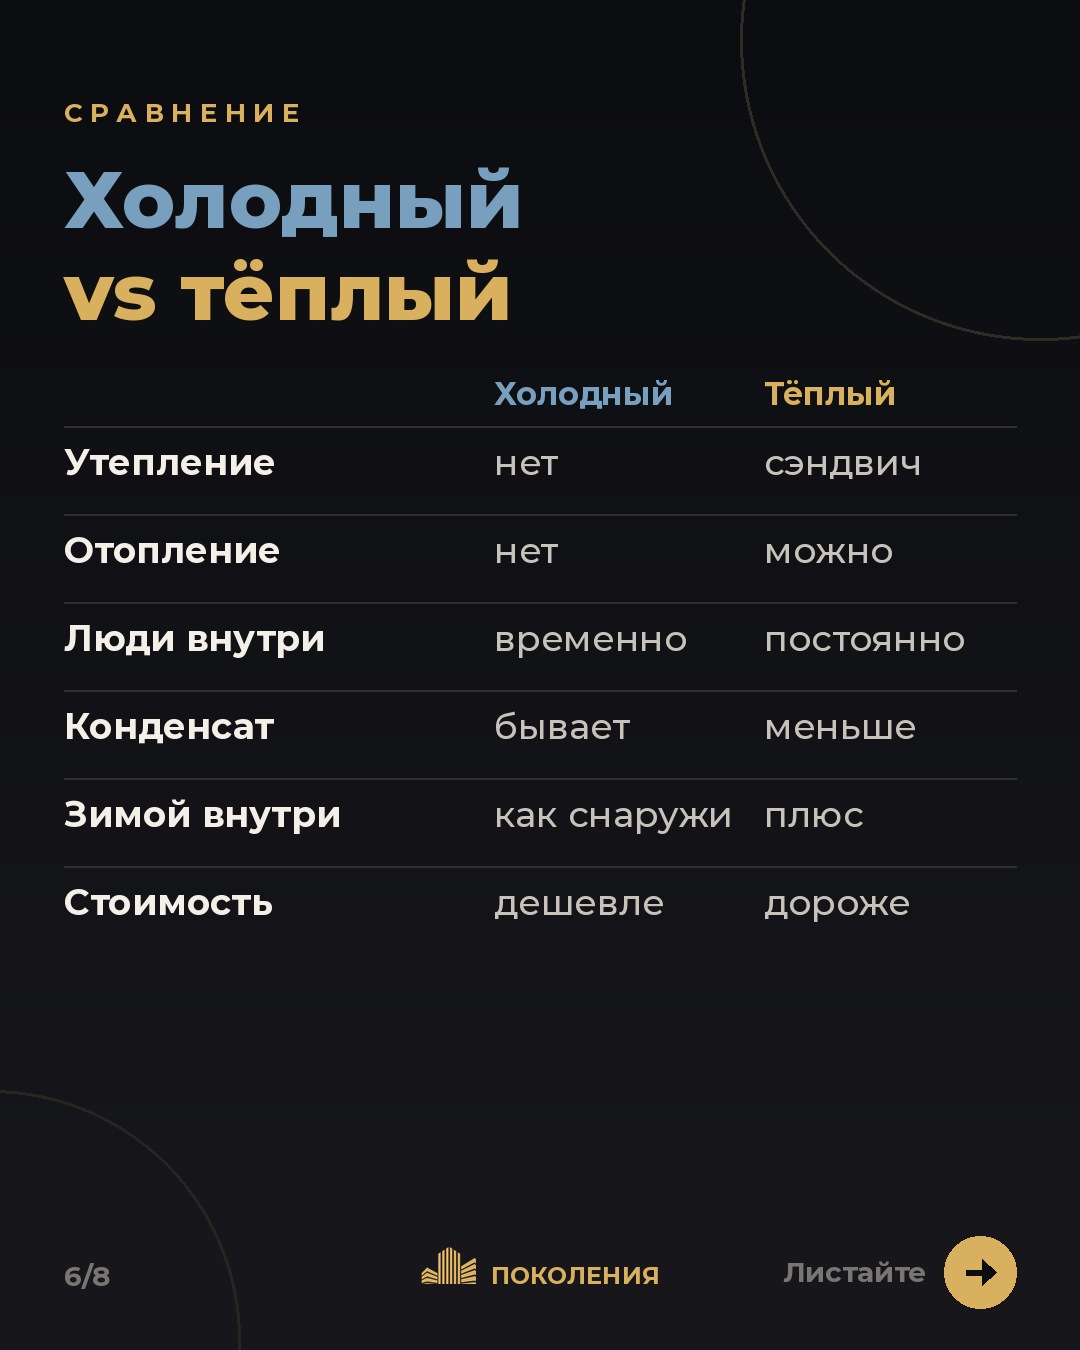 СРАВНЕНИЕ
Холодный
vs тёплый
Холодный Тёплый
Утепление нет сэндвич
Отопление нет можно
Люди внутри временно постоянно
Конденсат бывает меньше
Зимой внутри как снаружи плюс
Стоимость дешевле дороже
6/8 ПОКОЛЕНИЯ Листайте